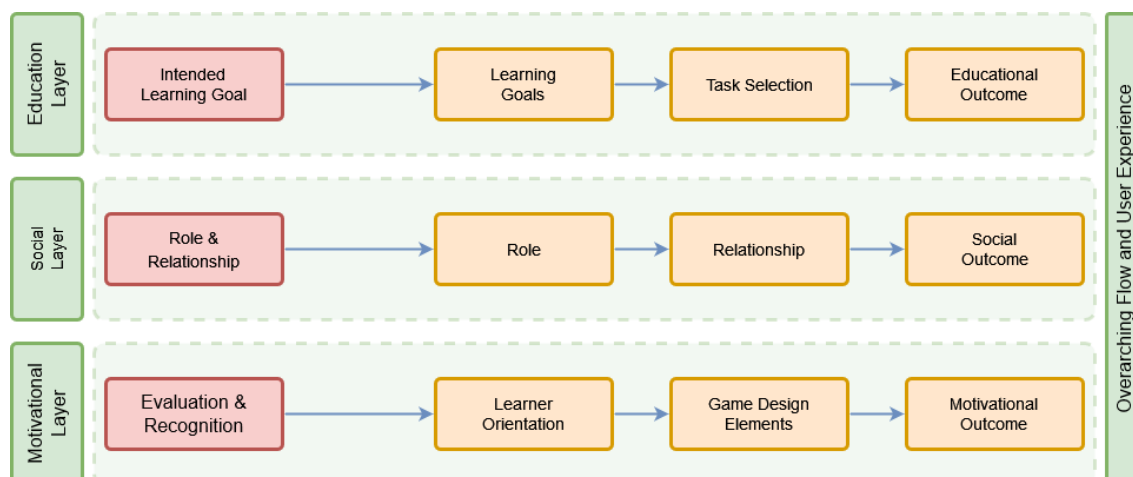 Education
Layer
Intended
Learning Goal
Learning
Goals
Task Selection
Educational
Outcome
Social
Layer
Role &
Relationship
Role
Relationship
Social
Outcome
Motivational
Layer
Evaluation &
Recognition
Learner
Orientation
Game Design
Elements
Motivational
Outcome
Overarching Flow and User Experience